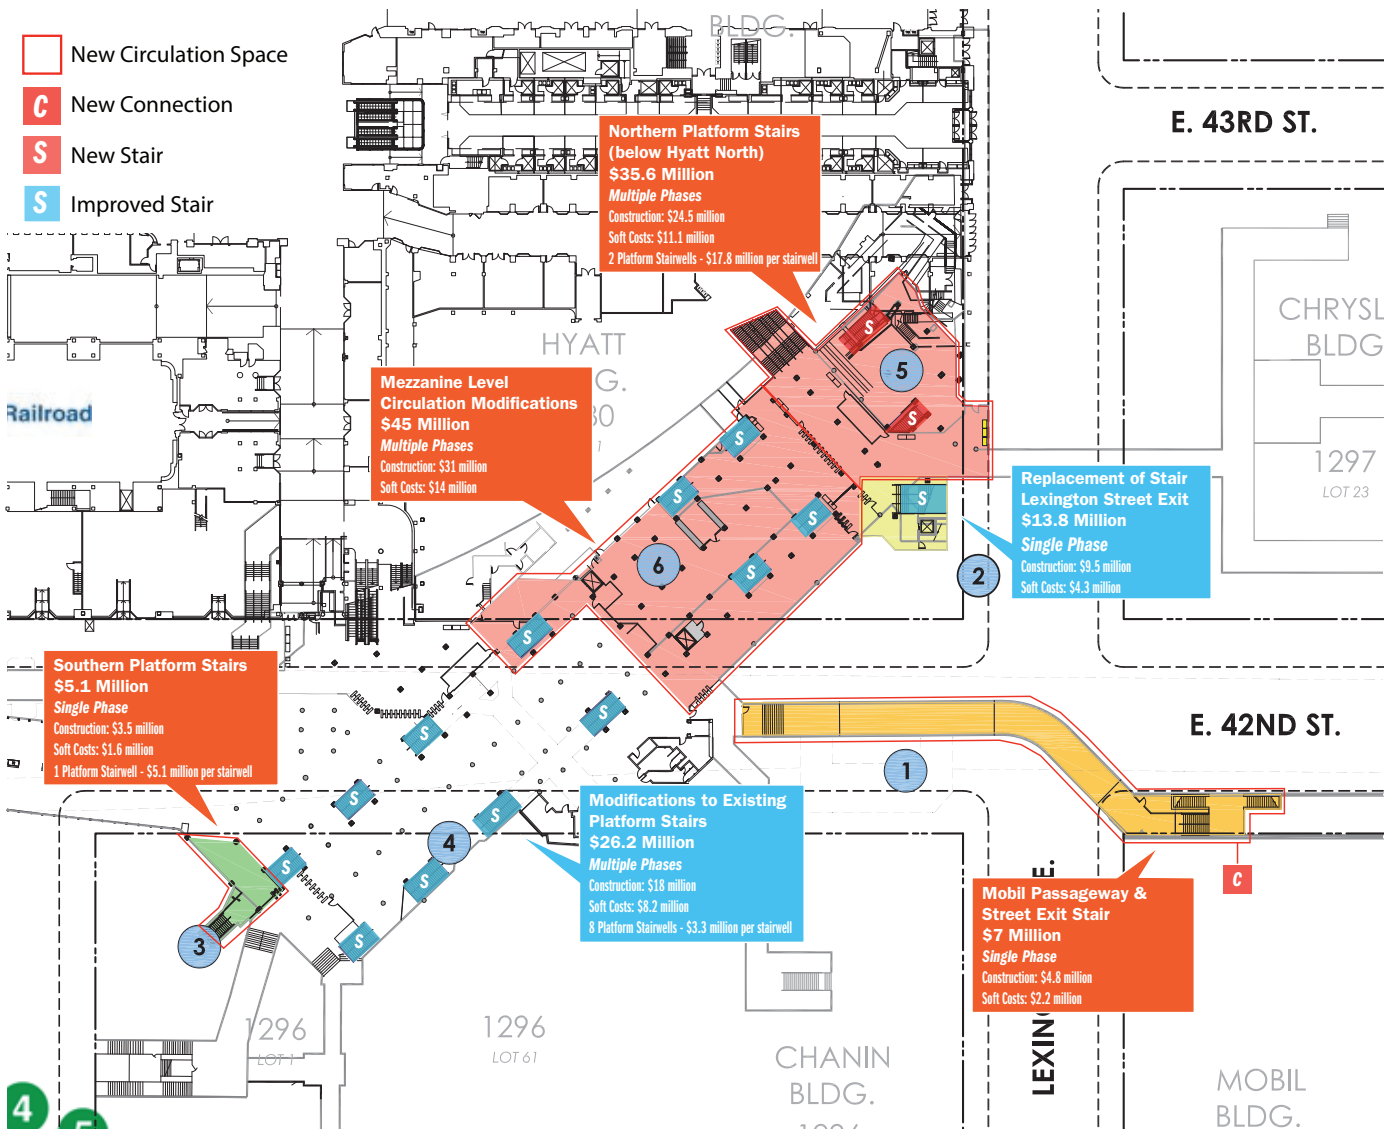 New Circulation Space
C
New Connection
S
New Stair
S
Improved Stair
BLDG.
E. 43RD ST.
Northern Platform Stairs
(below Hyatt North)
$35.6 Million
Multiple Phases
Construction: $24.5 million
Soft Costs: $11.1 million
2 Platform Stairwells - $17.8 million per stairwell
CHRYSL
BLDG
HYATT
G.
80
1
Railroad
Mezzanine Level
Circulation Modifications
$45 Million
Multiple Phases
Construction: $31 million
Soft Costs: $14 million
S
5
S
S
S
S
S
S
S
6
1297
LOT 23
Replacement of Stair
Lexington Street Exit
$13.8 Million
Single Phase
Construction: $9.5 million
Soft Costs: $4.3 million
2
Southern Platform Stairs
$5.1 Million
Single Phase
Construction: $3.5 million
Soft Costs: $1.6 million
1 Platform Stairwell - $5.1 million per stairwell
S
S
S
S
S
S
S
4
3
E. 42ND ST.
1
Modifications to Existing
Platform Stairs
$26.2 Million
Multiple Phases
Construction: $18 million
Soft Costs: $8.2 million
8 Platform Stairwells - $3.3 million per stairwell
C
Mobil Passageway &
Street Exit Stair
$7 Million
Single Phase
Construction: $4.8 million
Soft Costs: $2.2 million
LEXIN
E.
1296
LOT 1
1296
LOT 61
CHANIN
BLDG.
MOBIL
BLDG.
4